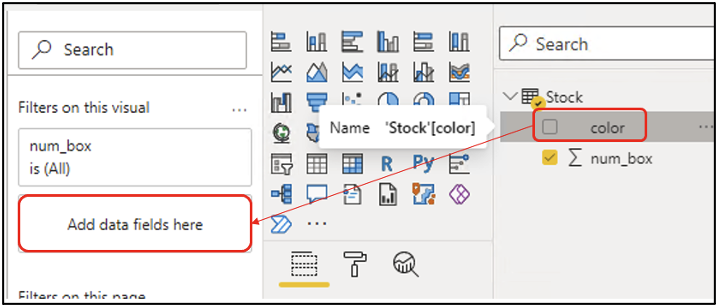 Search
Filters on this visual
...
num_box
is (All)
Add data fields here
Filters on this page
Name 'Stock'[color]
R
Py
...
Search
Stock
color
...
Σ num_box